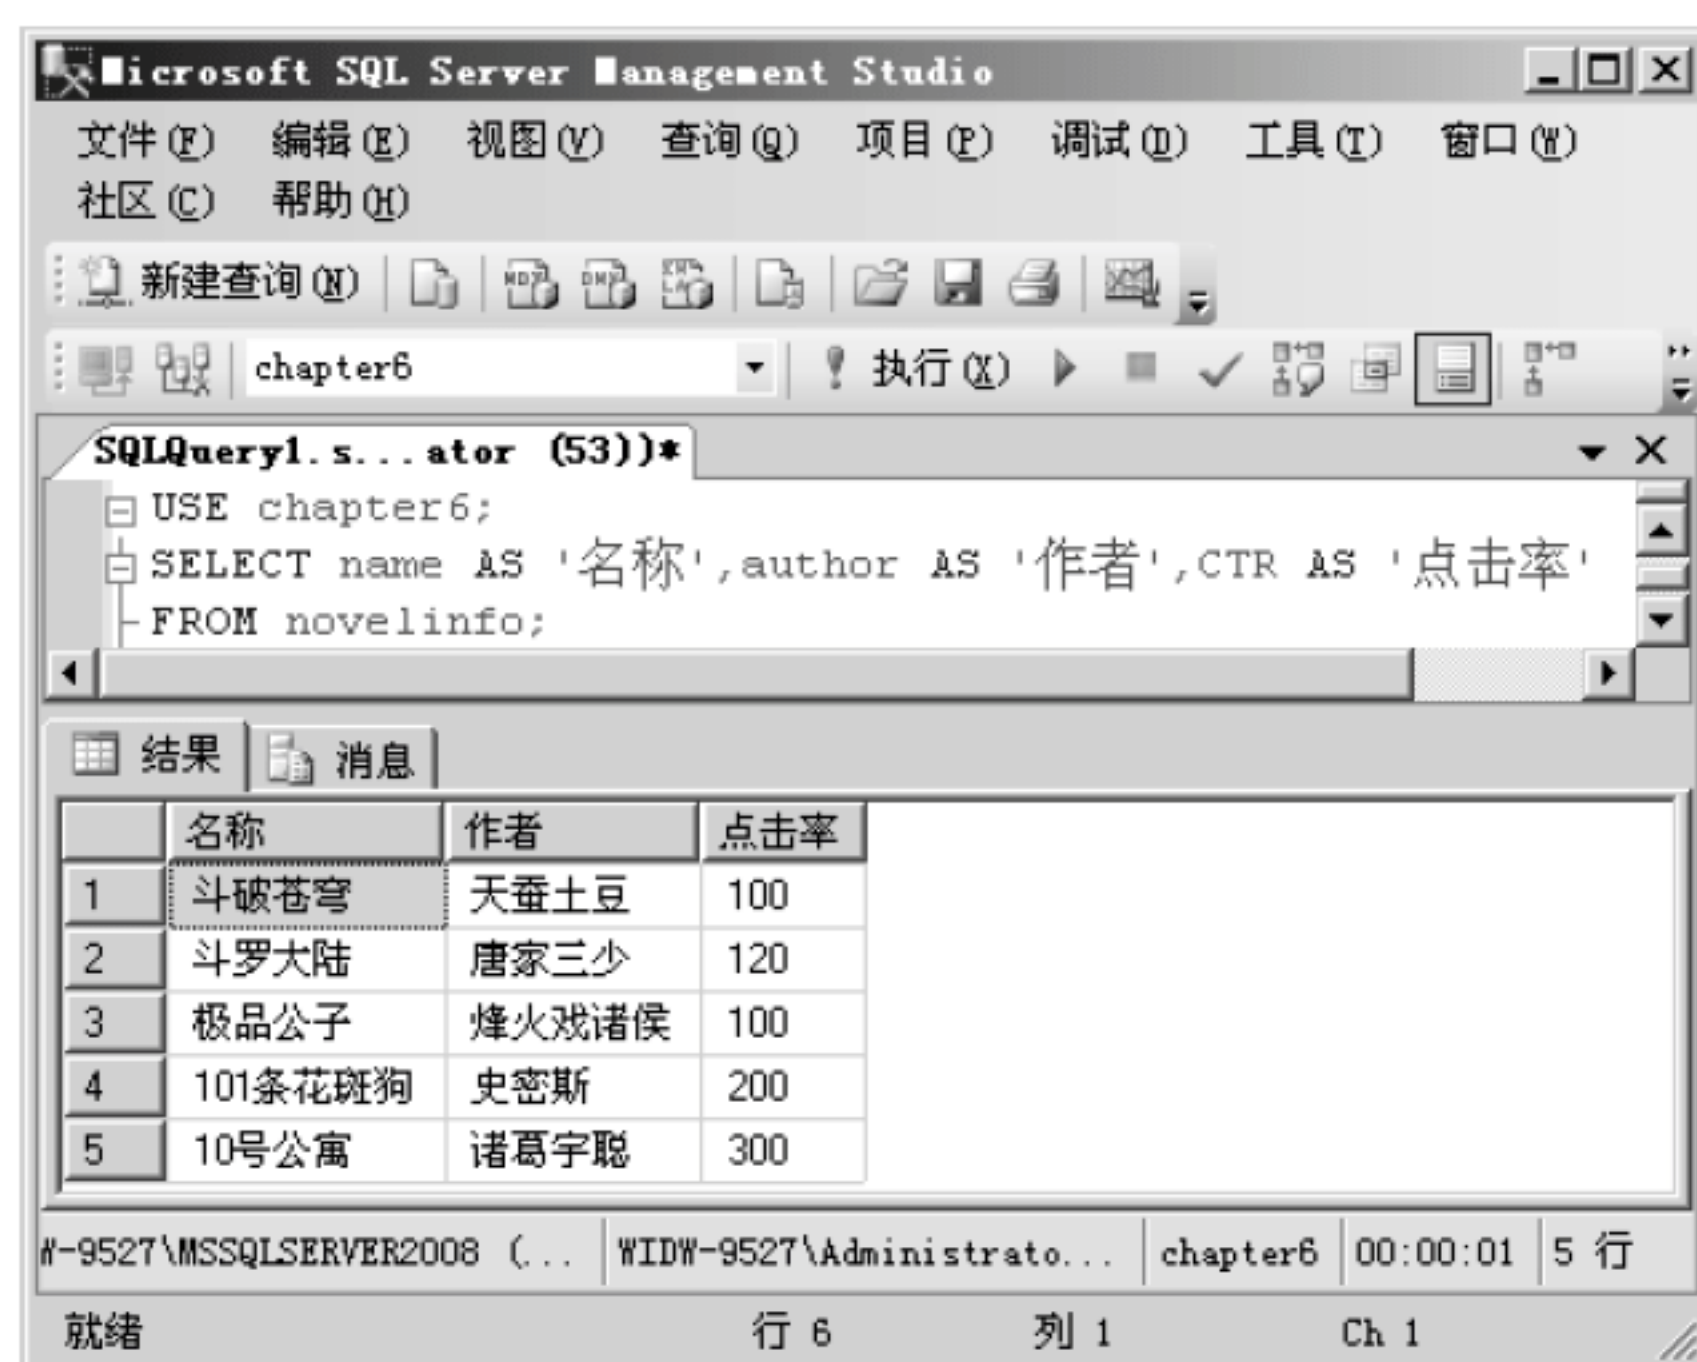 Microsoft SQL Server Management Studio
文件(F) 编辑(E) 视图(V) 查询(Q) 项目(P) 调试(D) 工具(T) 窗口(W)
社区(C) 帮助(H)
新建查询(N)
chapter6 执行(X)
SQLQuery1.s...ator (53))*
USE chapter6;
SELECT name AS '名称',author AS '作者',CTR AS '点击率'
FROM novelinfo;
结果 消息
名称 作者 点击率
1 斗破苍穹 天蚕土豆 100
2 斗罗大陆 唐家三少 120
3 极品公子 烽火戏诸侯 100
4 101条花斑狗 史密斯 200
5 10号公寓 诸葛宇聪 300
W-9527\MSSQLSERVER2008 (... WIDW-9527\Administrato... chapter6 00:00:01 5 行
就绪 行 6 列 1 Ch 1